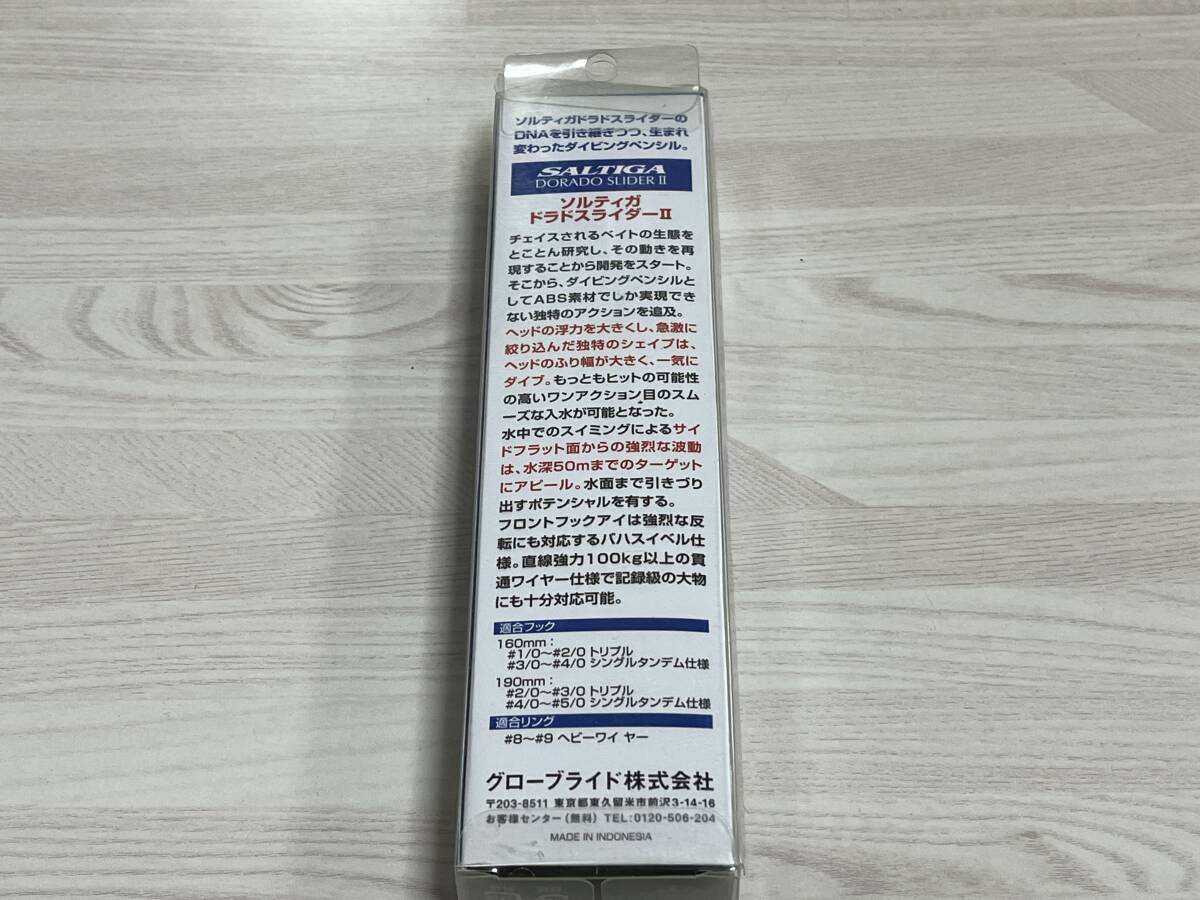 ソルティガドラドスライダーの
DNAを引き継ぎつつ、生まれ
変わったダイビングペンシル。
SALTIGA
DORADO SLIDER II
ソルティガ
ドラドスライダーII
チェイスされるベイトの生態を
とことん研究し、その動きを再
現することから開発をスタート。
そこから、ダイビングペンシルと
してABS素材でしか実現でき
ない独特のアクションを追及。
ヘッドの浮力を大きくし、急激に
絞り込んだ独特のシェイプは、
ヘッドのふり幅が大きく、一気に
ダイブ。もっともヒットの可能性
の高いワンアクション目のスム
ーズな入水が可能となった。
水中でのスイミングによるサイ
ドフラット面からの強烈な波動
は、水深50mまでのターゲット
にアピール。水面まで引きづり
出すポテンシャルを有する。
フロントフックアイは強烈な反
転にも対応するバハスイベル仕
様。直線強力100kg以上の貫
通ワイヤー仕様で記録級の大物
にも十分対応可能。
適合フック
160mm：
#1/0～#2/0 トリプル
#3/0～#4/0 シングルタンデム仕様
190mm：
#2/0～#3/0 トリプル
#4/0～#5/0 シングルタンデム仕様
適合リング
#8～#9 ヘビーワイヤー
グローブライド株式会社
〒203-8511 東京都東久留米市前沢3-14-16
お客様センター（無料） TEL:0120-506-204
MADE IN INDONESIA